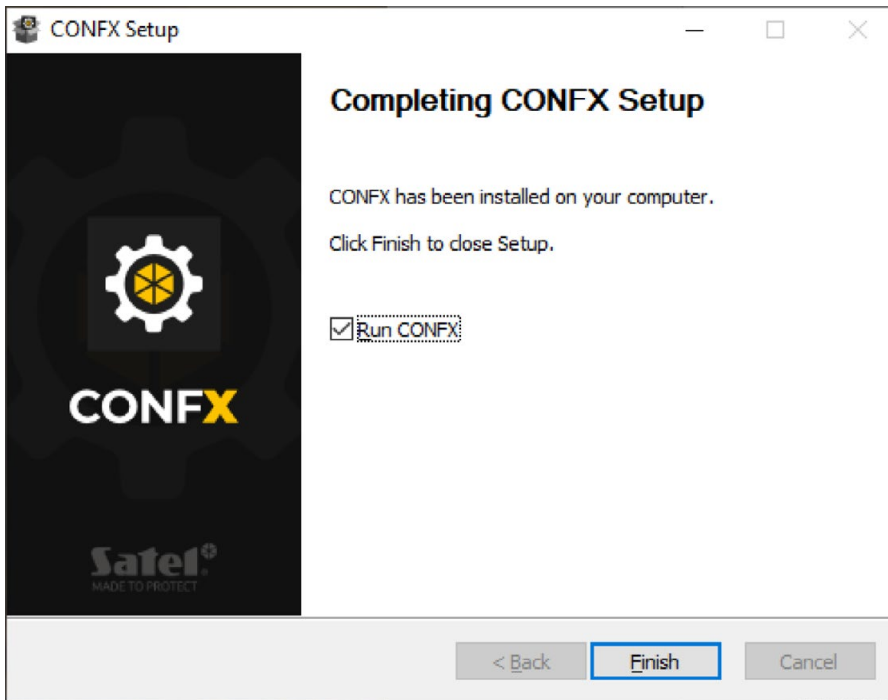 CONFX Setup
Completing CONFX Setup
CONFX has been installed on your computer.
Click Finish to close Setup.
Run CONFX
CONFX
Satel®
MADE TO PROTECT
< Back
Finish
Cancel